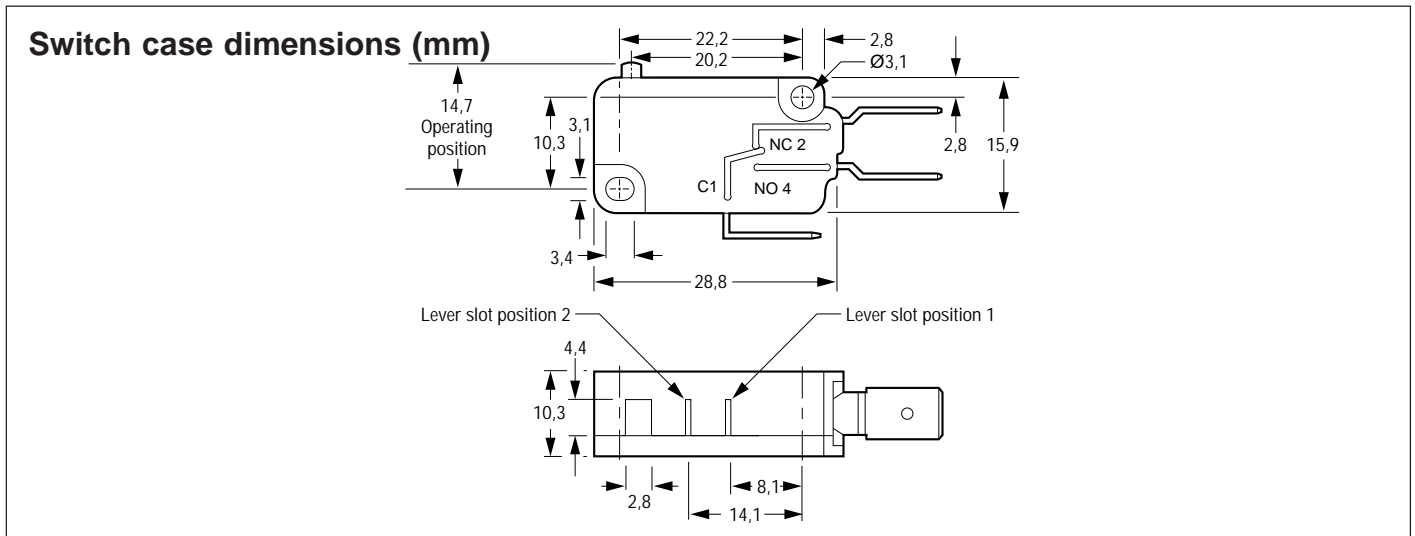 Switch case dimensions (mm)
22,2
2,8
20,2
Ø3,1
14,7
Operating
position
10,3
3,1
NC 2
2,8
15,9
C1
NO 4
3,4
28,8
Lever slot position 2
Lever slot position 1
4,4
10,3
2,8
8,1
14,1